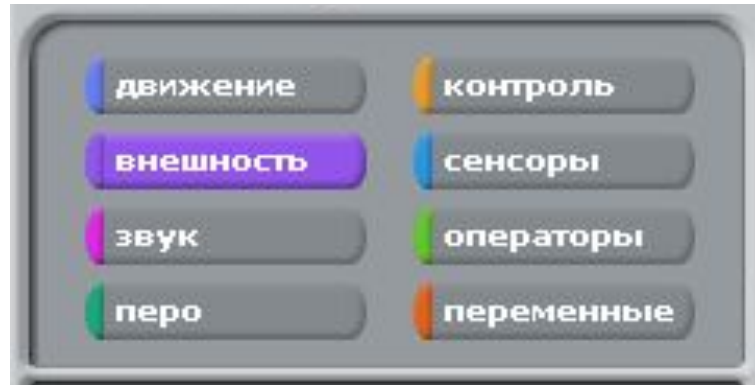 движение
контроль
внешность
сенсоры
звук
операторы
перо
переменные